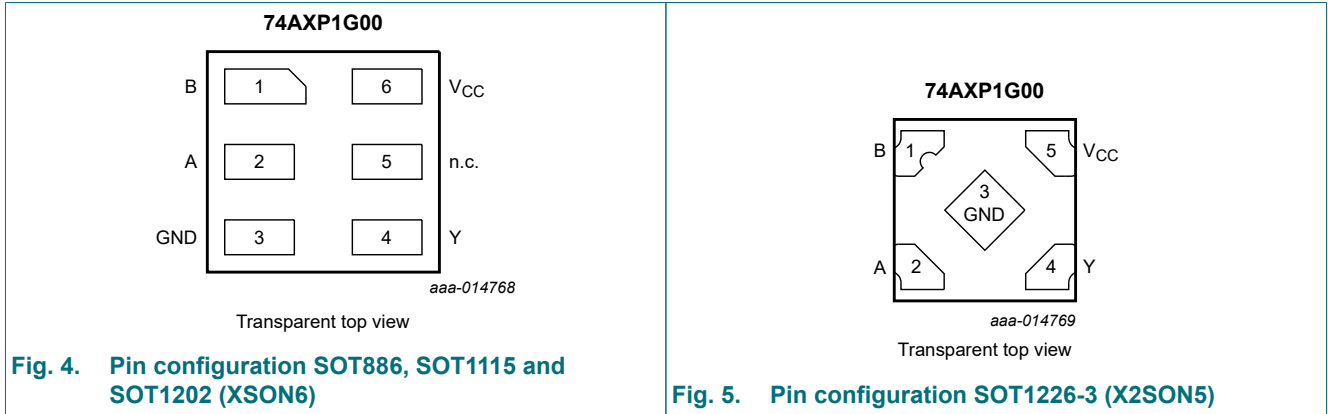 74AXP1G00
B 1 6 VCC
A 2 5 n.c.
GND 3 4 Y
aaa-014768
Transparent top view
Fig. 4. Pin configuration SOT886, SOT1115 and
SOT1202 (XSON6)
74AXP1G00
B 1 5 VCC
3
GND
A 2 4 Y
aaa-014769
Transparent top view
Fig. 5. Pin configuration SOT1226-3 (X2SON5)